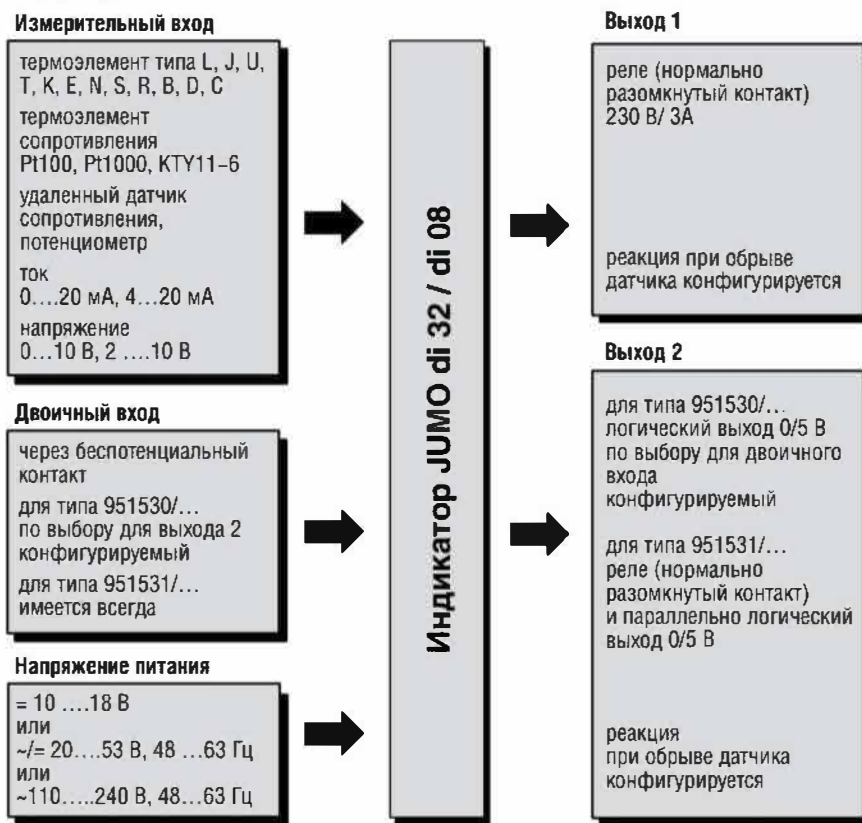 Измерительный вход
термоэлемент типа L, J, U,
T, K, E, N, S, R, B, D, C
термоэлемент
сопротивления
Pt100, Pt1000, KTY11-6
удаленный датчик
сопротивления,
потенциометр
ток
0....20 мА, 4...20 мА
напряжение
0...10 В, 2 ....10 В
Двоичный вход
через беспотенциальный
контакт
для типа 951530/...
по выбору для выхода 2
конфигурируемый
для типа 951531/...
имеется всегда
Напряжение питания
= 10 ....18 В
или
~/= 20....53 В, 48 ...63 Гц
или
~110.....240 В, 48...63 Гц
Индикатор JUMO di 32 / di 08
Выход 1
реле (нормально
разомкнутый контакт)
230 В/ 3А
реакция при обрыве
датчика конфигурируется
Выход 2
для типа 951530/...
логический выход 0/5 В
по выбору для двоичного
входа
конфигурируемый
для типа 951531/...
реле (нормально
разомкнутый контакт)
и параллельно логический
выход 0/5 В
реакция
при обрыве датчика
конфигурируется